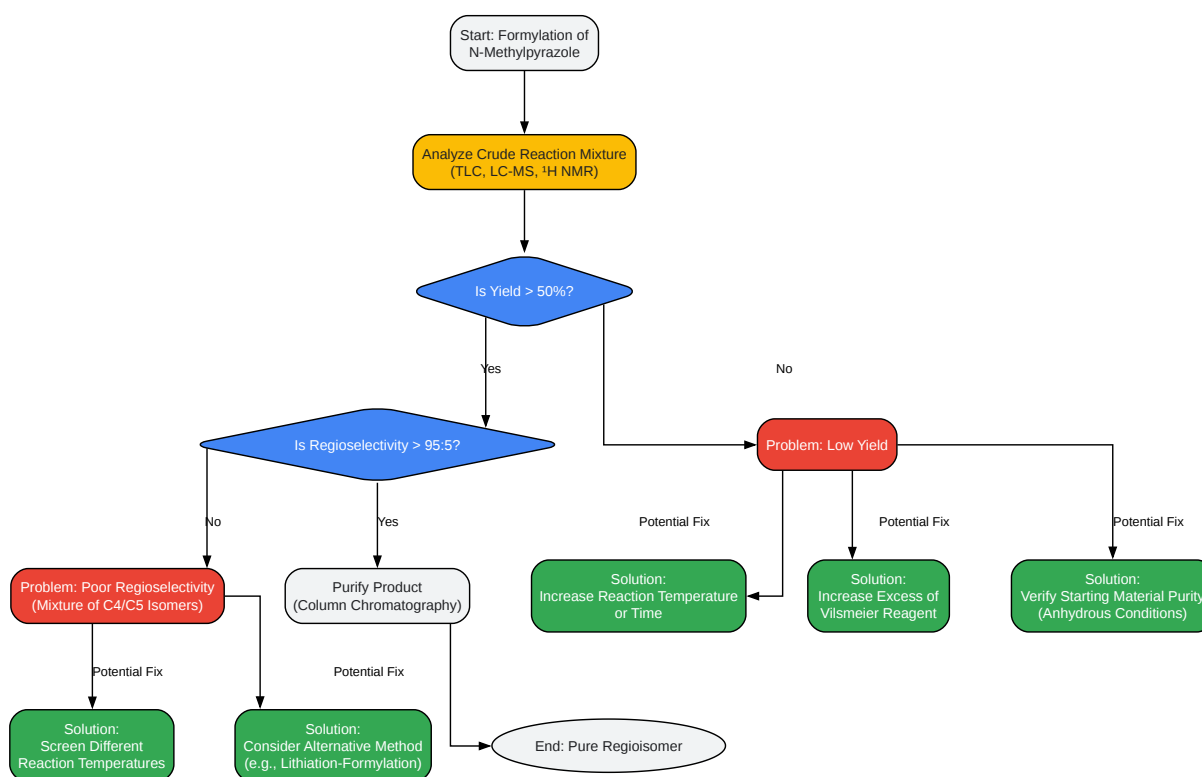 Start: Formylation of
N-Methylpyrazole
Analyze Crude Reaction Mixture
(TLC, LC-MS, ¹H NMR)
Is Yield > 50%?
Yes
No
Is Regioselectivity > 95:5?
Problem: Low Yield
No
Yes
Potential Fix
Potential Fix
Potential Fix
Problem: Poor Regioselectivity
(Mixture of C4/C5 Isomers)
Purify Product
(Column Chromatography)
Solution:
Increase Reaction Temperature
or Time
Solution:
Increase Excess of
Vilsmeier Reagent
Solution:
Verify Starting Material Purity
(Anhydrous Conditions)
Potential Fix
Potential Fix
Solution:
Screen Different
Reaction Temperatures
Solution:
Consider Alternative Method
(e.g., Lithiation-Formylation)
End: Pure Regioisomer